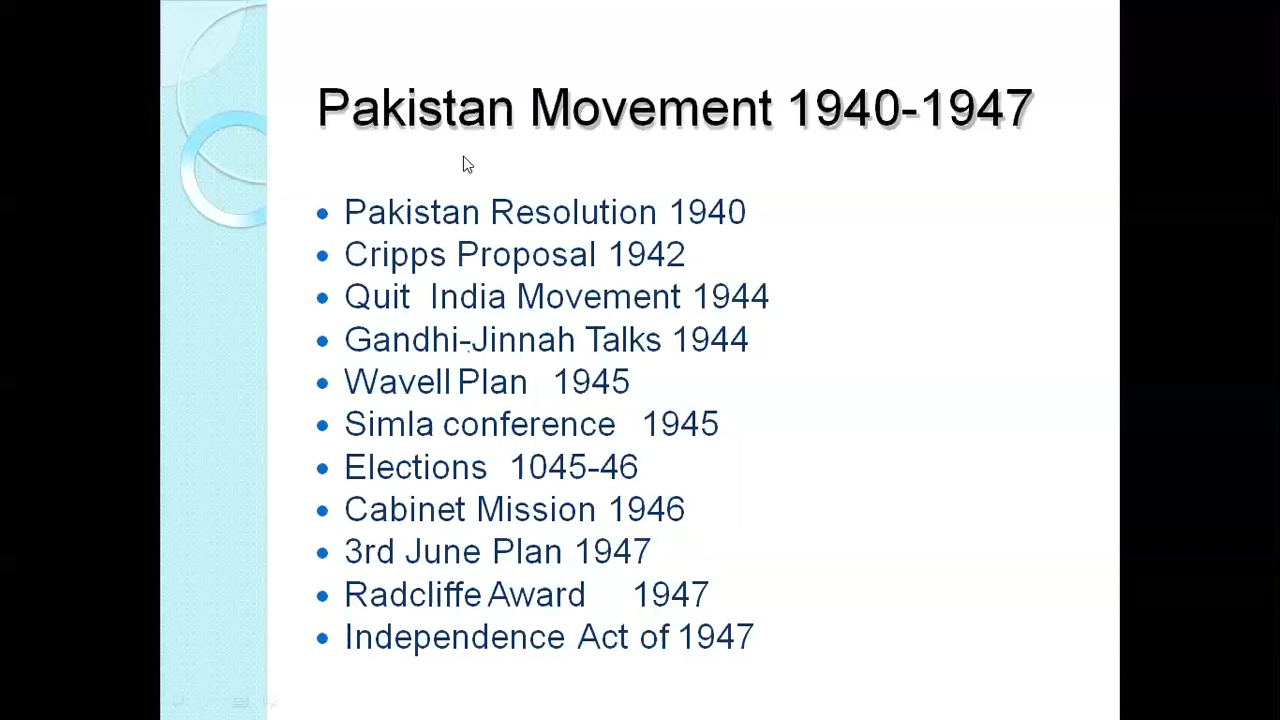 Pakistan Movement 1940-1947
• Pakistan Resolution 1940
• Cripps Proposal 1942
• Quit India Movement 1944
• Gandhi-Jinnah Talks 1944
• Wavell Plan 1945
• Simla conference 1945
• Elections 1045-46
• Cabinet Mission 1946
• 3rd June Plan 1947
• Radcliffe Award 1947
• Independence Act of 1947